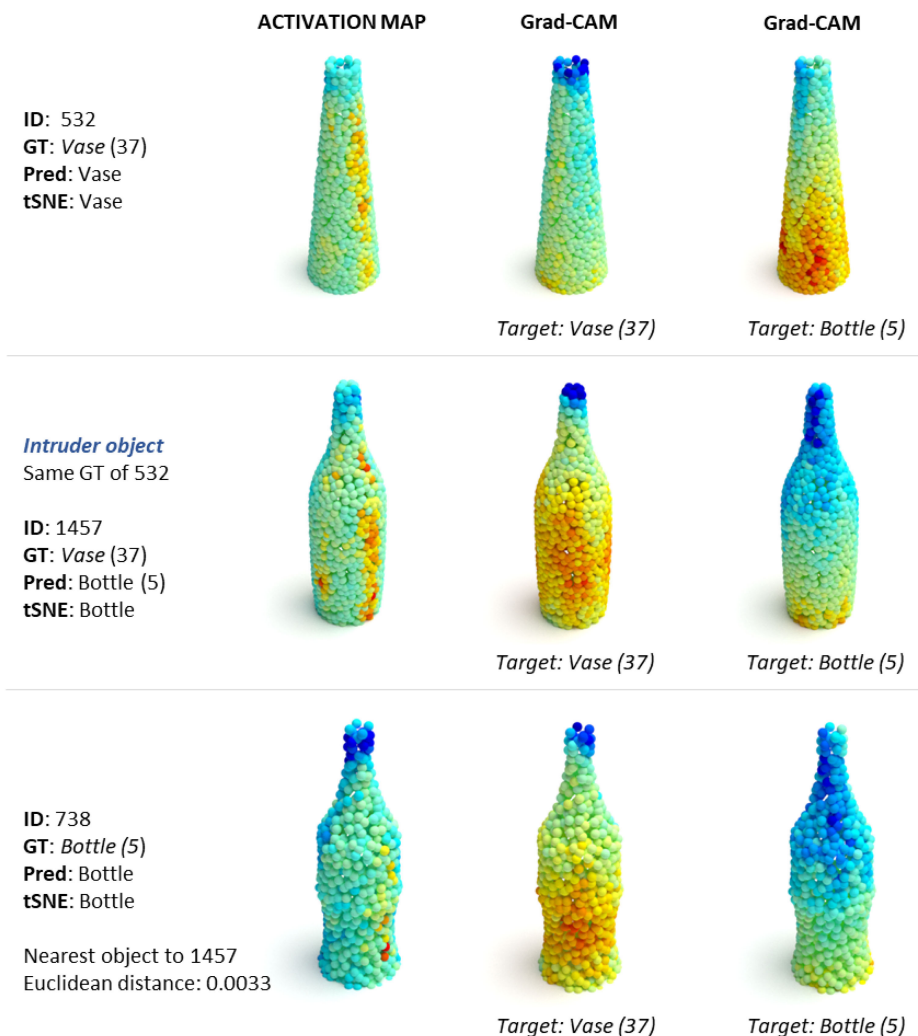 ACTIVATION MAP
Grad-CAM
Grad-CAM
ID: 532
GT: Vase (37)
Pred: Vase
tSNE: Vase
Target: Vase (37)
Target: Bottle (5)
Intruder object
Same GT of 532
ID: 1457
GT: Vase (37)
Pred: Bottle (5)
tSNE: Bottle
Target: Vase (37)
Target: Bottle (5)
ID: 738
GT: Bottle (5)
Pred: Bottle
tSNE: Bottle
Nearest object to 1457
Euclidean distance: 0.0033
Target: Vase (37)
Target: Bottle (5)